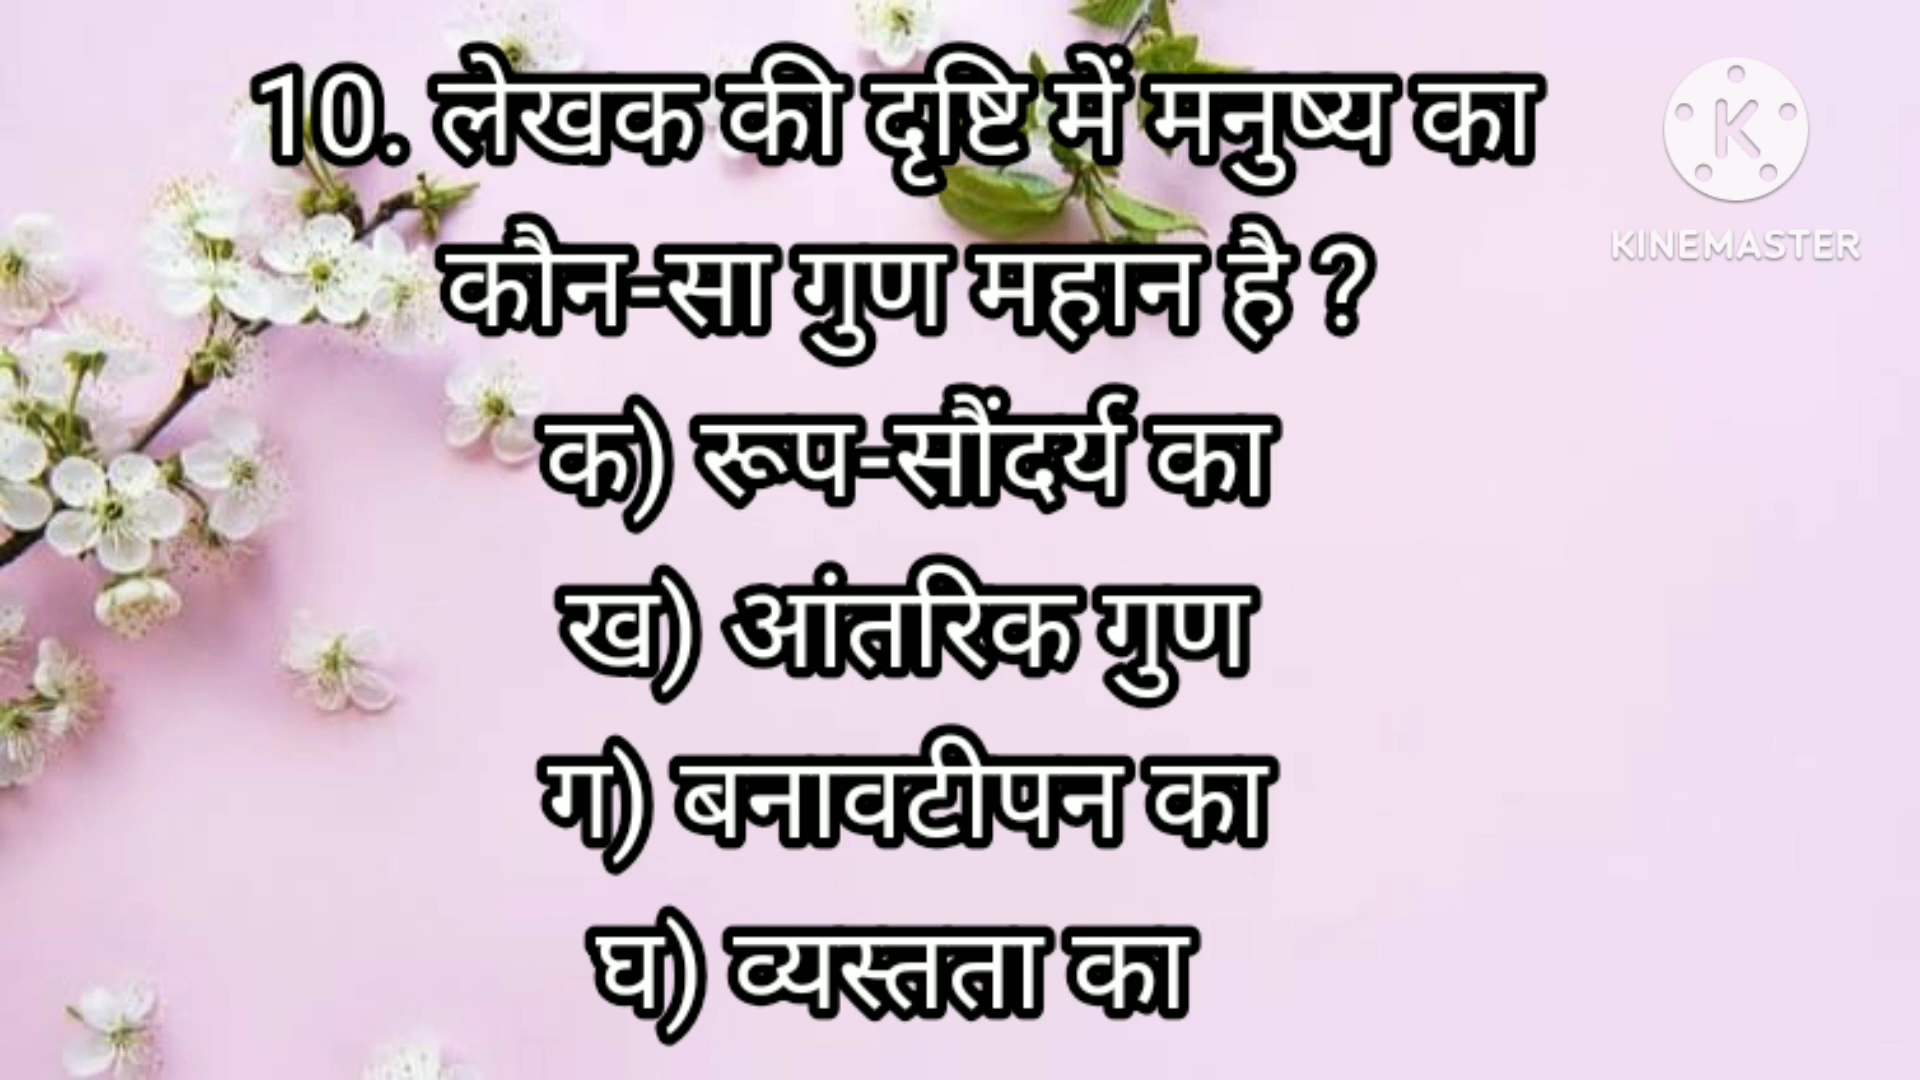 10. लेखक की दृष्टि में मनुष्य का
कौन-सा गुण महान है ?
क) रूप-सौंदर्य का
ख) आंतरिक गुण
ग) बनावटीपन का
घ) व्यस्तता का
K
KINEMASTER